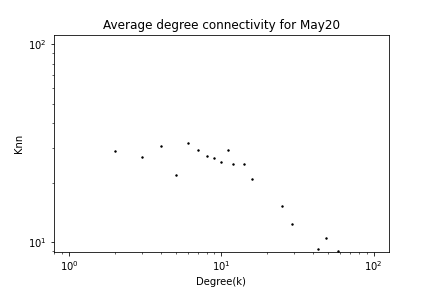 Average degree connectivity for May20
10²
Knn
10¹
10⁰ 10¹ 10²
Degree(k)